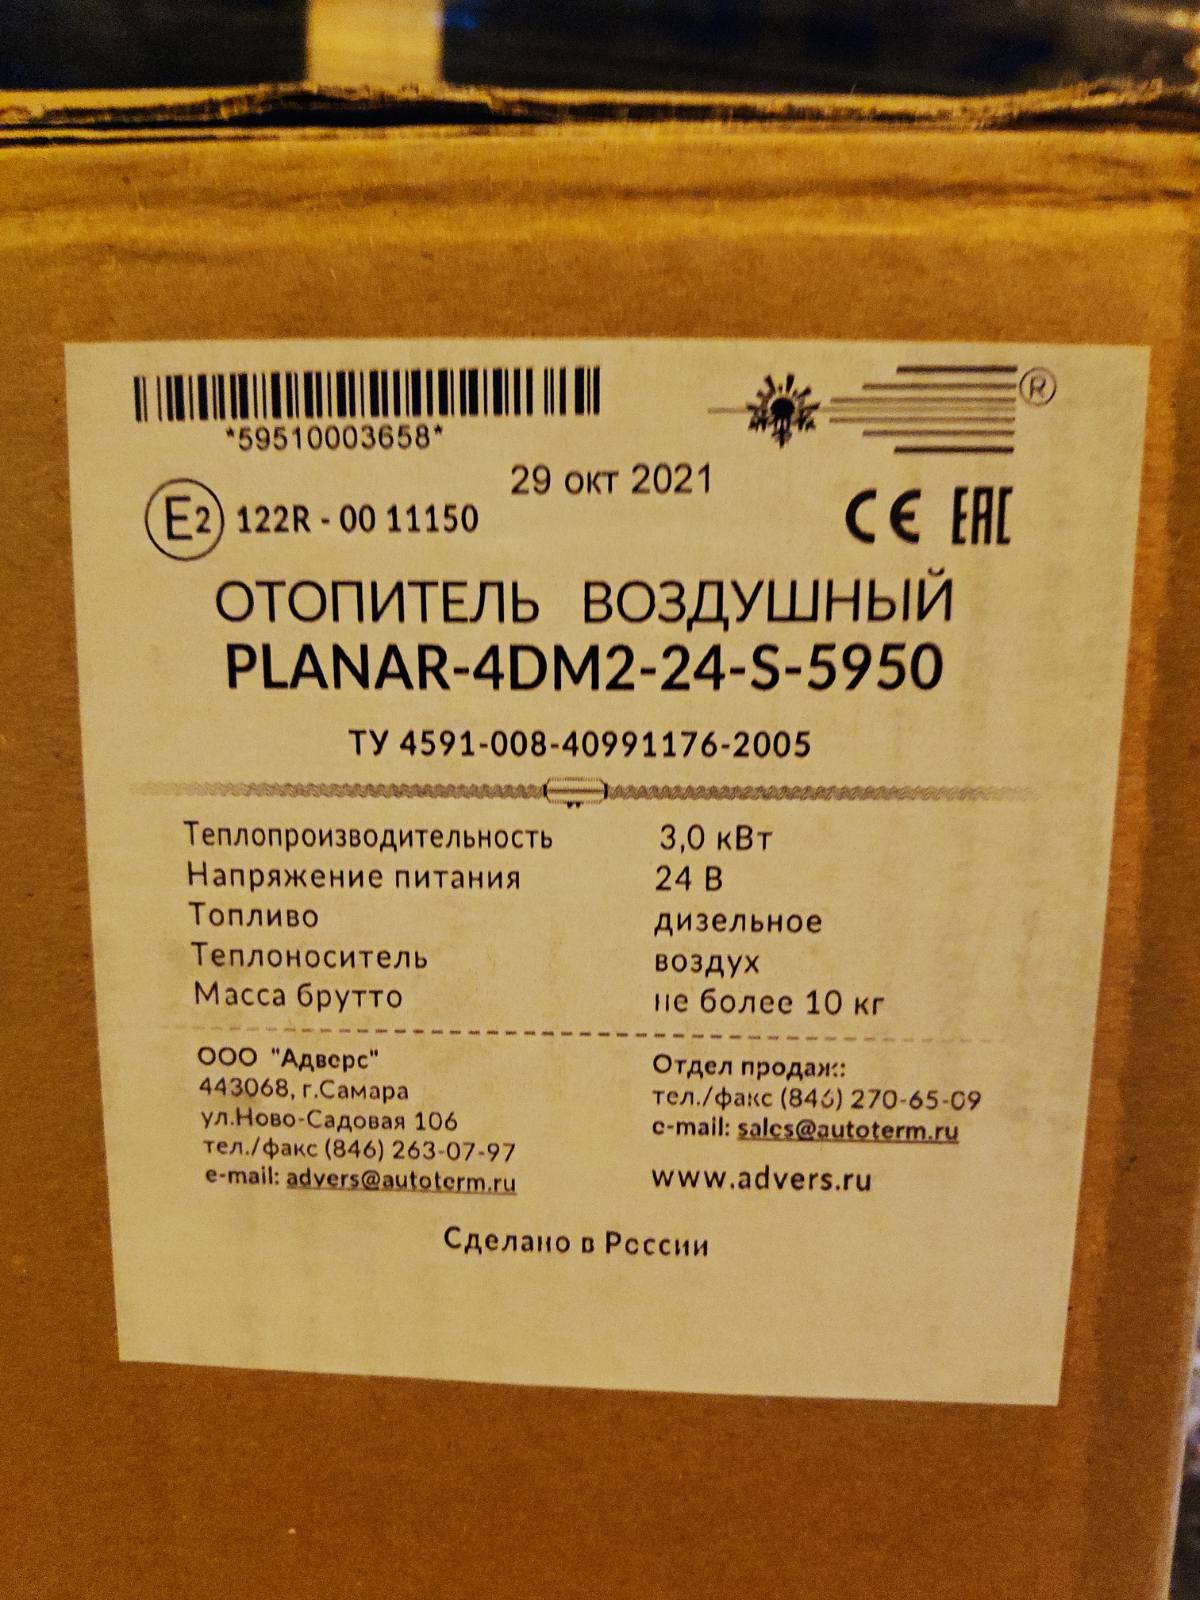 *59510003658*
®
29 окт 2021
E2 122R - 00 11150
CE EAC
ОТОПИТЕЛЬ ВОЗДУШНЫЙ
PLANAR-4DM2-24-S-5950
ТУ 4591-008-40991176-2005
Теплопроизводительность 3,0 кВт
Напряжение питания 24 В
Топливо дизельное
Теплоноситель воздух
Масса брутто не более 10 кг
ООО "Адверс"
443068, г.Самара
ул.Ново-Садовая 106
тел./факс (846) 263-07-97
e-mail: advers@autoterm.ru
Отдел продаж:
тел./факс (846) 270-65-09
e-mail: sales@autoterm.ru
www.advers.ru
Сделано в России